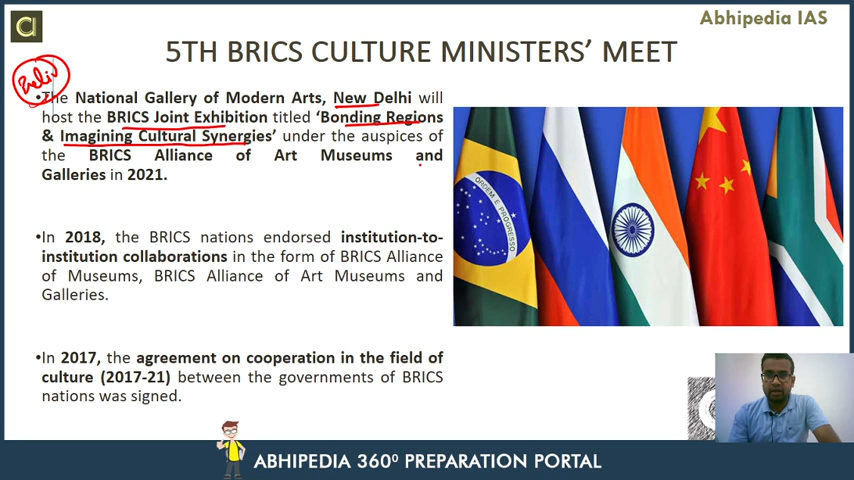 Abhipedia IAS
5TH BRICS CULTURE MINISTERS' MEET
•The National Gallery of Modern Arts, New Delhi will
host the BRICS Joint Exhibition titled 'Bonding Regions
& Imagining Cultural Synergies' under the auspices of
the BRICS Alliance of Art Museums and
Galleries in 2021.
•In 2018, the BRICS nations endorsed institution-to-
institution collaborations in the form of BRICS Alliance
of Museums, BRICS Alliance of Art Museums and
Galleries.
•In 2017, the agreement on cooperation in the field of
culture (2017-21) between the governments of BRICS
nations was signed.
ORDEM E PROGRESSO
ABHIPEDIA 360⁰ PREPARATION PORTAL